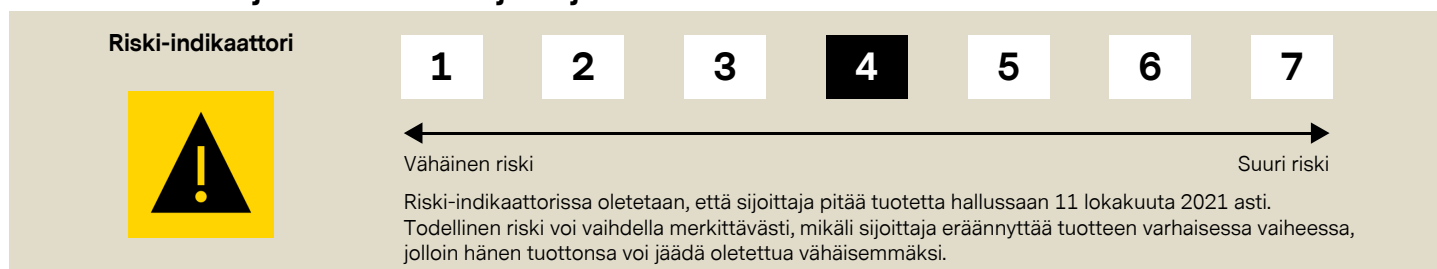 Riski-indikaattori
1 2 3 4 5 6 7
Vähäinen riski Suuri riski
Riski-indikaattorissa oletetaan, että sijoittaja pitää tuotetta hallussaan 11 lokakuuta 2021 asti.
Todellinen riski voi vaihdella merkittävästi, mikäli sijoittaja eräännyttää tuotteen varhaisessa vaiheessa,
jolloin hänen tuottonsa voi jäädä oletettua vähäisemmäksi.